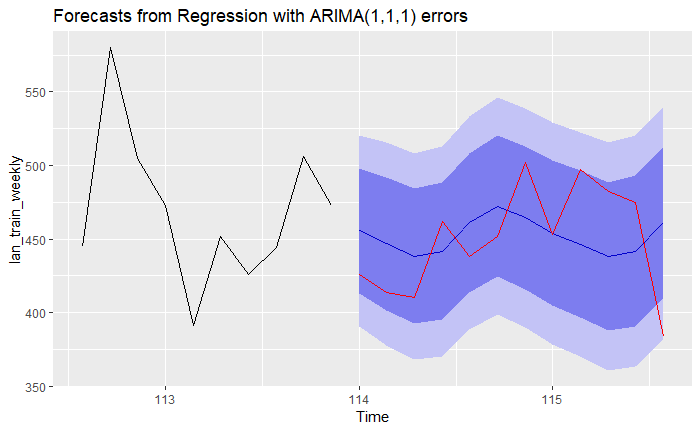 Forecasts from Regression with ARIMA(1,1,1) errors
lan_train_weekly
550
500
450
400
350
113
114
115
Time